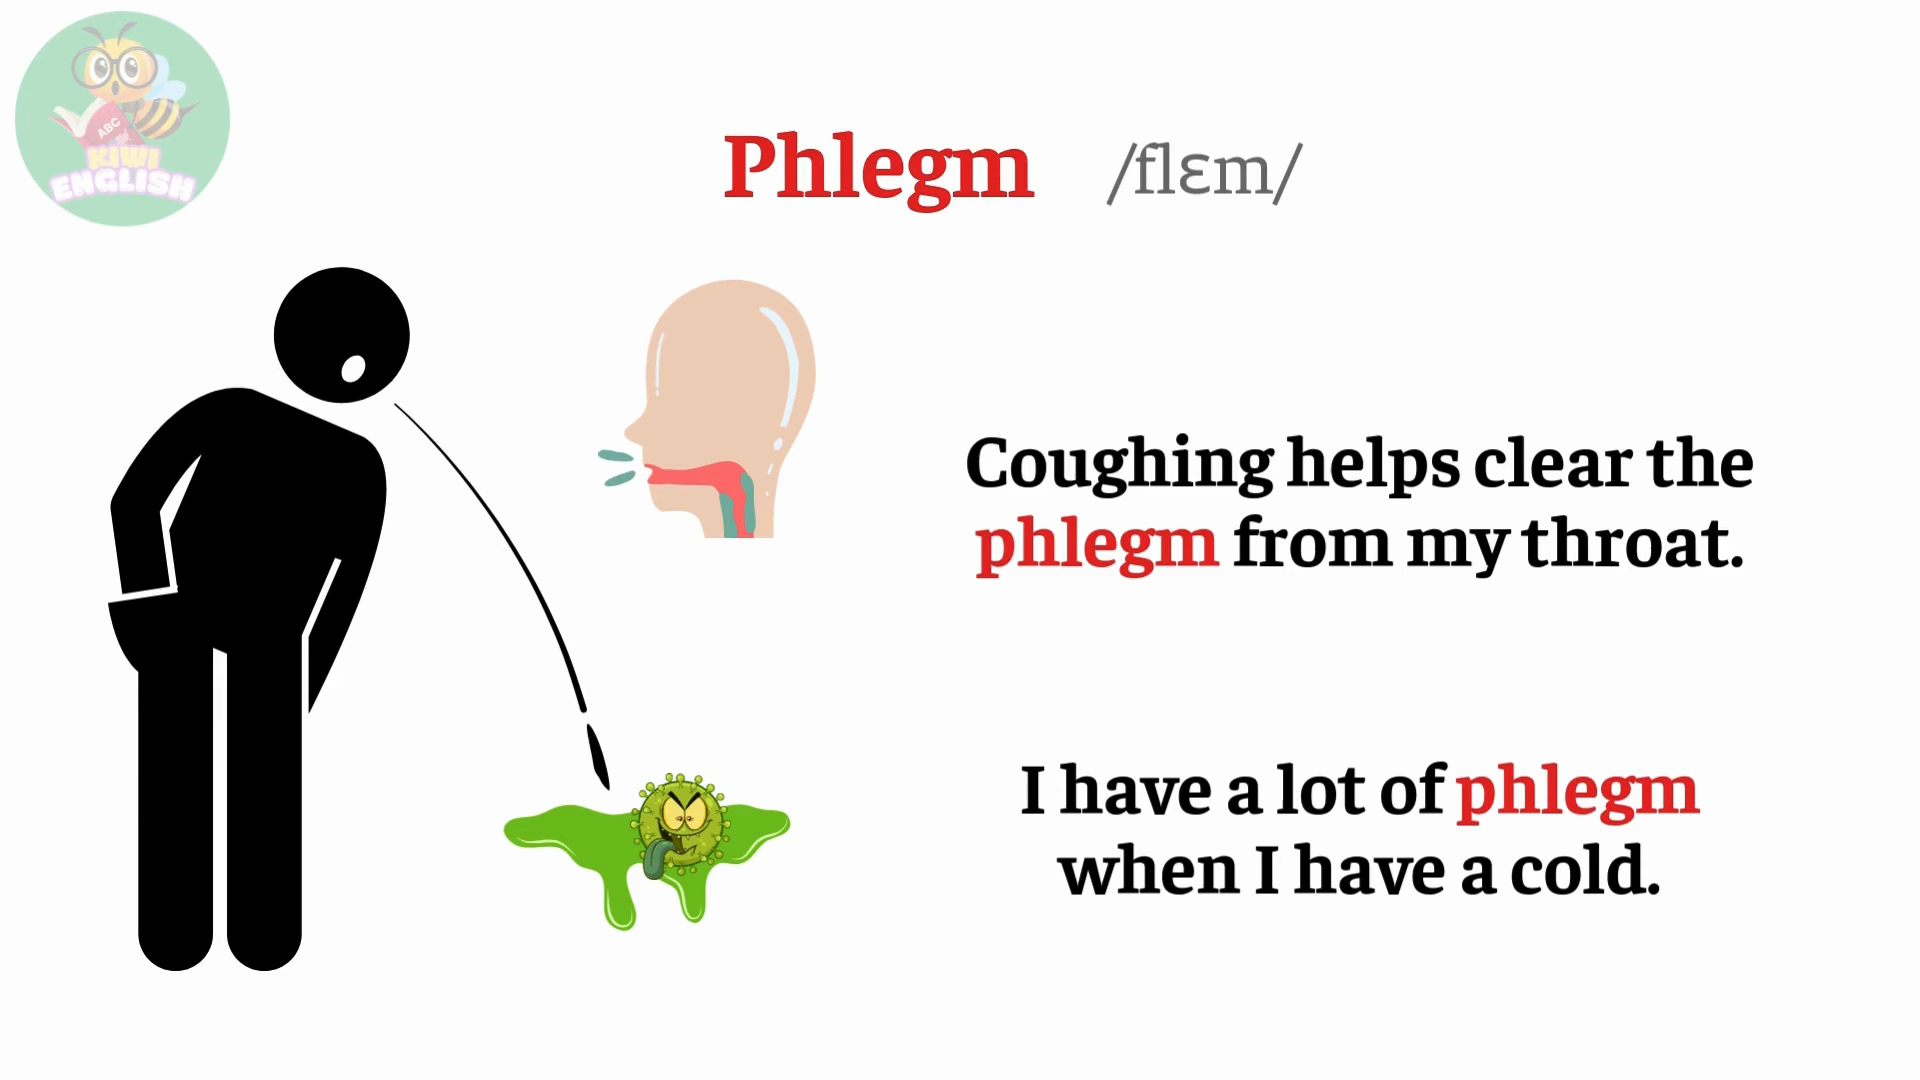 ABC
KIWI
ENGLISH
Phlegm /flɛm/
Coughing helps clear the
phlegm from my throat.
I have a lot of phlegm
when I have a cold.